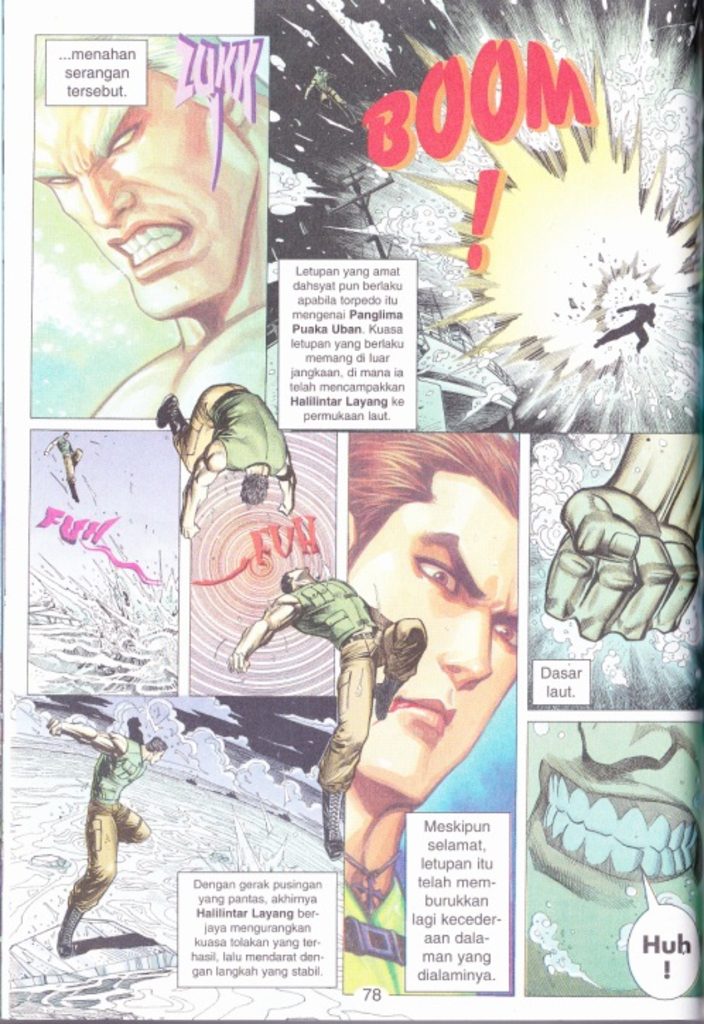 ...menahan
serangan
tersebut.
ZOKK
BOOM
!
Letupan yang amat
dahsyat pun berlaku
apabila torpedo itu
mengenai Panglima
Puaka Uban. Kuasa
letupan yang berlaku
memang di luar
jangkaan, di mana ia
telah mencampakkan
Halilintar Layang ke
permukaan laut.
FUH
FUH
Dasar
laut.
Meskipun
selamat,
letupan itu
telah mem-
burukkan
lagi keceder-
aan dala-
man yang
dialaminya.
Dengan gerak pusingan
yang pantas, akhirnya
Halilintar Layang ber-
jaya mengurangkan
kuasa tolakan yang ter-
hasil, lalu mendarat den-
gan langkah yang stabil.
Huh
!
78